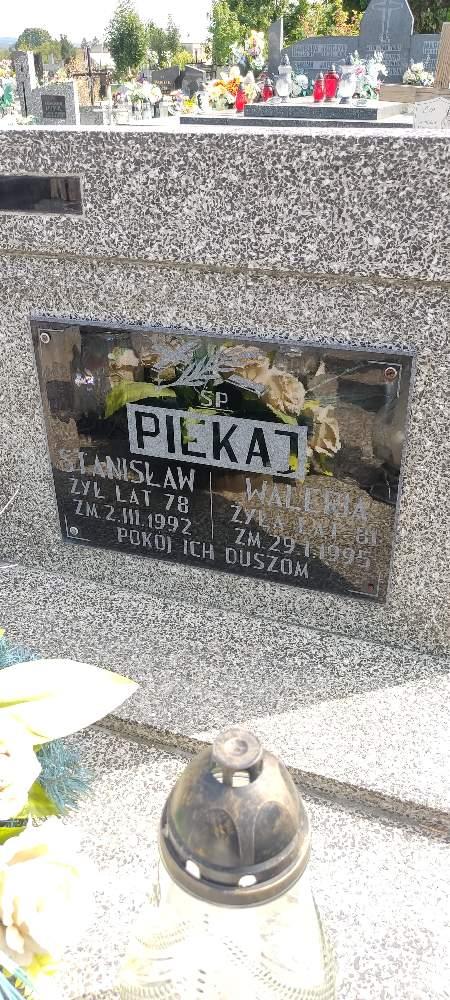 ŚP
PIEKAJ
STANISŁAW
ŻYŁ LAT 78
ZM. 2.III.1992
WALERIA
ŻYŁA LAT 81
ZM. 29.I.1995
POKÓJ ICH DUSZOM